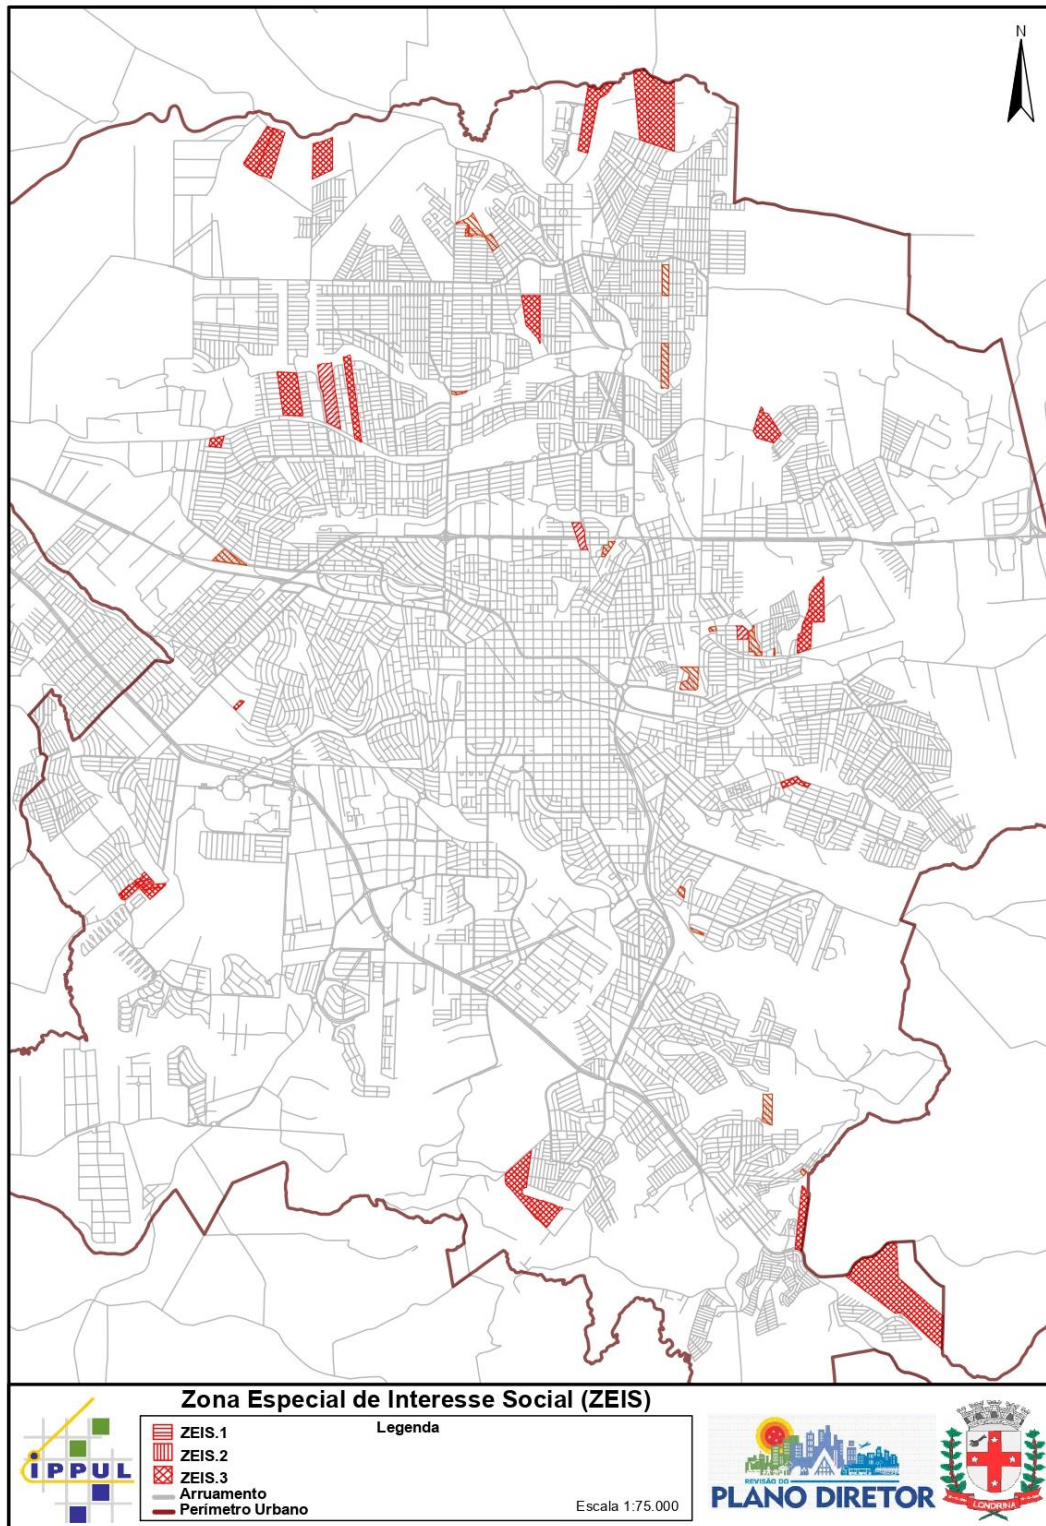 N
Zona Especial de Interesse Social (ZEIS)
Legenda
ZEIS.1
ZEIS.2
ZEIS.3
Arruamento
Perímetro Urbano
Escala 1:75.000
IPPUL
REVISÃO DO
PLANO DIRETOR
LONDRINA